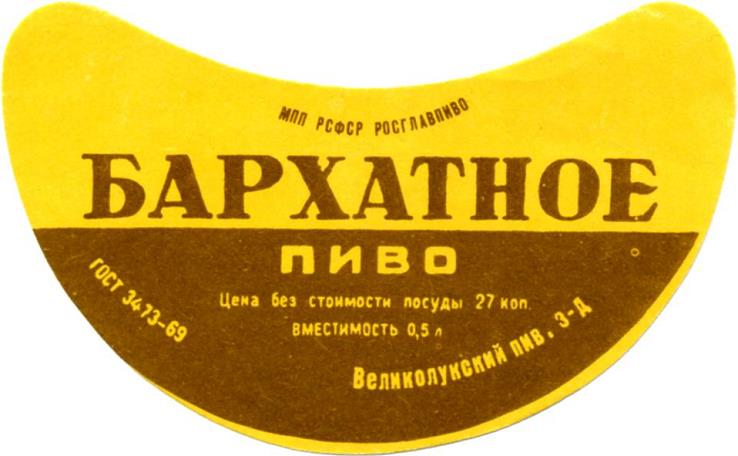 МПП РСФСР РОСГЛАВПИВО
БАРХАТНОЕ
ПИВО
ГОСТ 3473-69
Цена без стоимости посуды 27 коп.
ВМЕСТИМОСТЬ 0,5 л
Великолукский пив. з-д